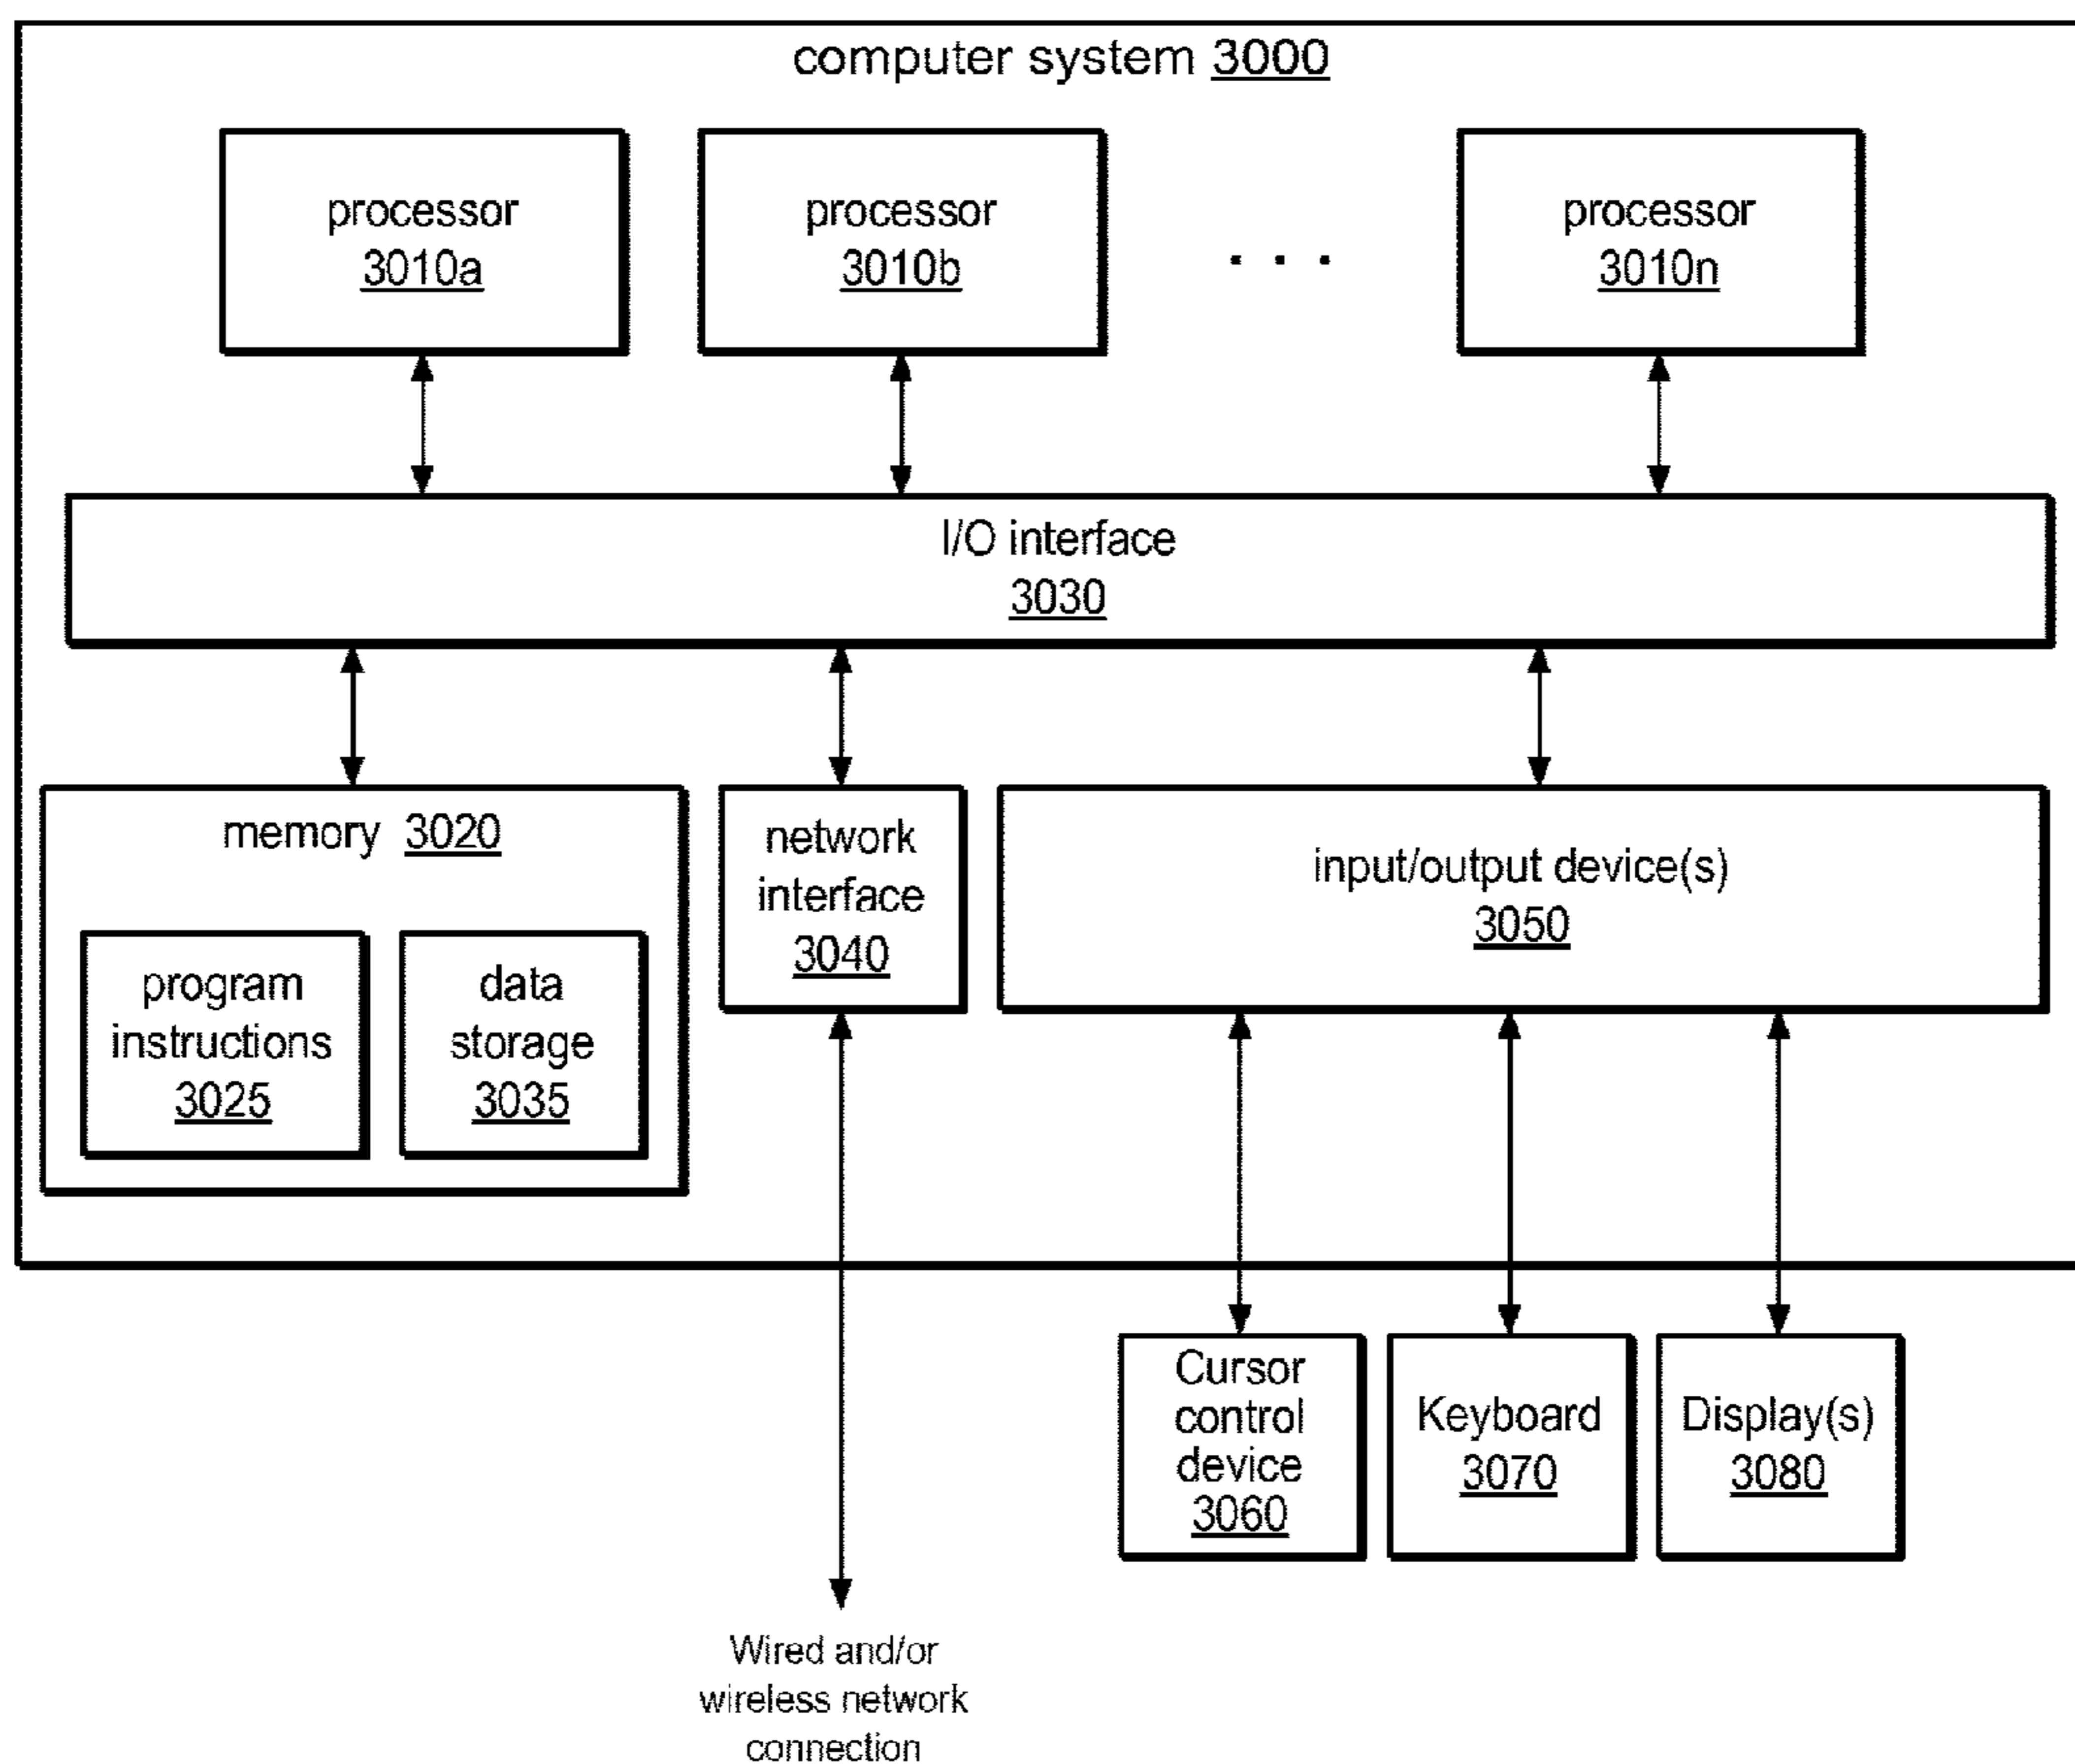 computer system 3000
processor
3010a
processor
3010b
. . .
processor
3010n
I/O interface
3030
memory 3020
program
instructions
3025
data
storage
3035
network
interface
3040
input/output device(s)
3050
Cursor
control
device
3060
Keyboard
3070
Display(s)
3080
Wired and/or
wireless network
connection